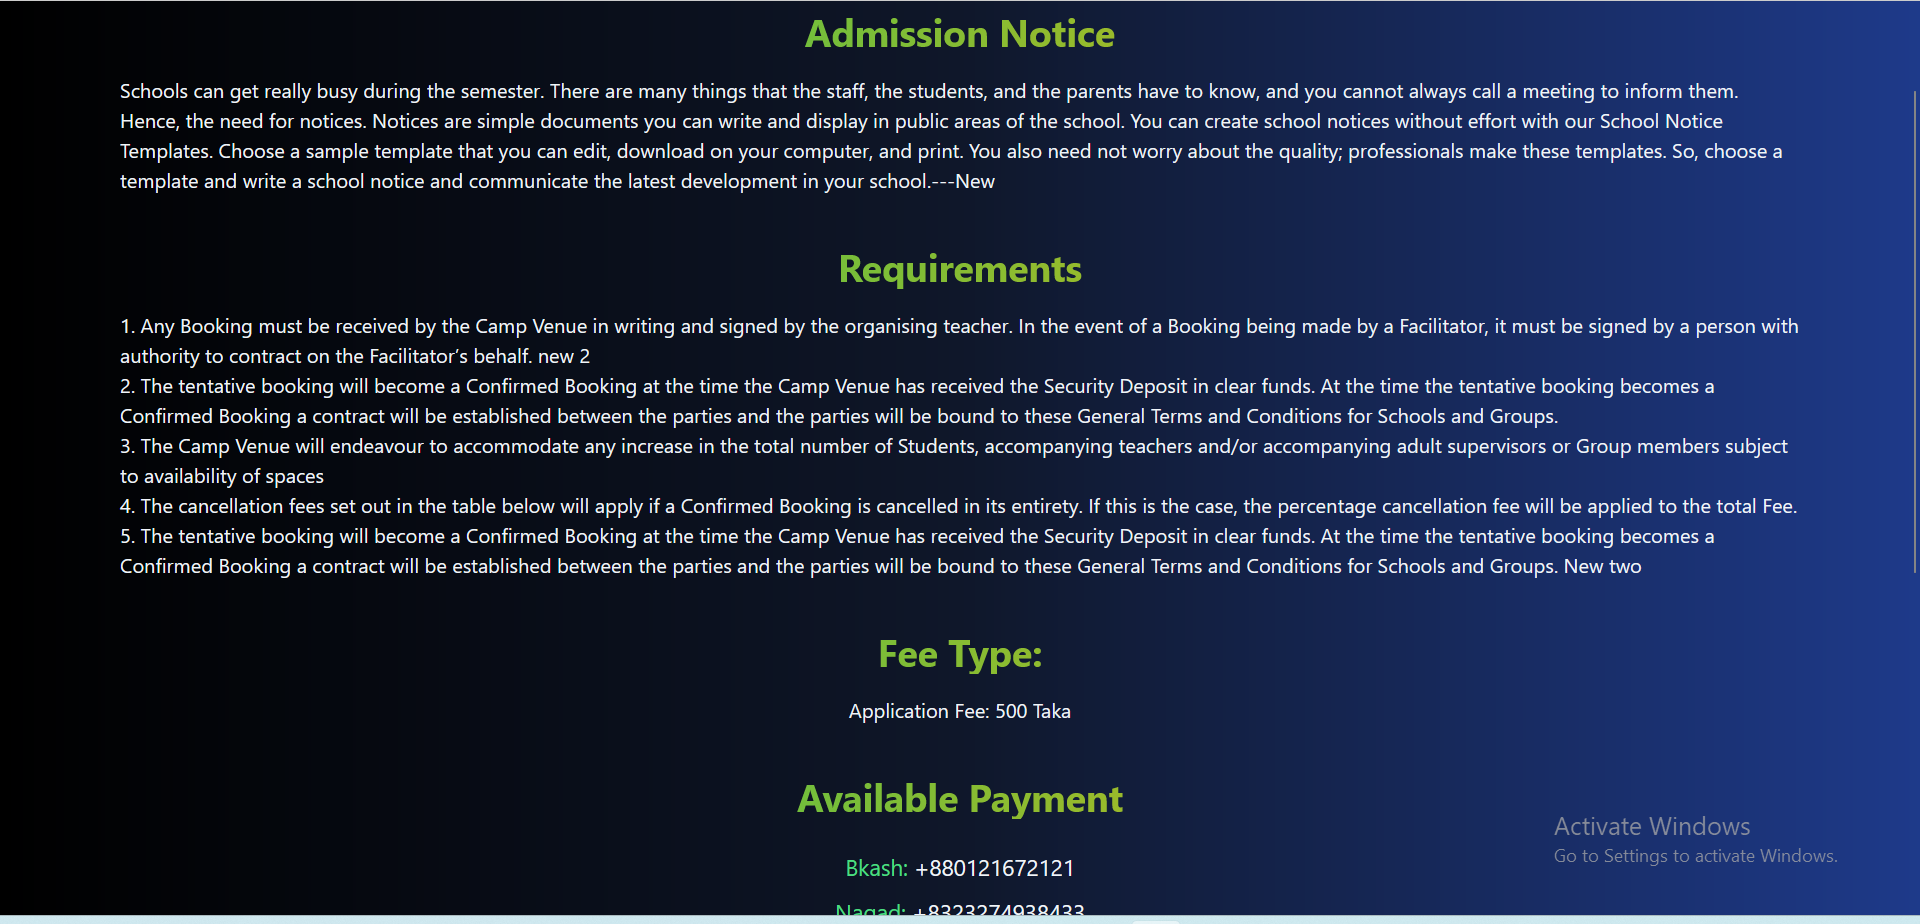 Admission Notice
Schools can get really busy during the semester. There are many things that the staff, the students, and the parents have to know, and you cannot always call a meeting to inform them.
Hence, the need for notices. Notices are simple documents you can write and display in public areas of the school. You can create school notices without effort with our School Notice
Templates. Choose a sample template that you can edit, download on your computer, and print. You also need not worry about the quality; professionals make these templates. So, choose a
template and write a school notice and communicate the latest development in your school.---New
Requirements
1. Any Booking must be received by the Camp Venue in writing and signed by the organising teacher. In the event of a Booking being made by a Facilitator, it must be signed by a person with
authority to contract on the Facilitator’s behalf. new 2
2. The tentative booking will become a Confirmed Booking at the time the Camp Venue has received the Security Deposit in clear funds. At the time the tentative booking becomes a
Confirmed Booking a contract will be established between the parties and the parties will be bound to these General Terms and Conditions for Schools and Groups.
3. The Camp Venue will endeavour to accommodate any increase in the total number of Students, accompanying teachers and/or accompanying adult supervisors or Group members subject
to availability of spaces
4. The cancellation fees set out in the table below will apply if a Confirmed Booking is cancelled in its entirety. If this is the case, the percentage cancellation fee will be applied to the total Fee.
5. The tentative booking will become a Confirmed Booking at the time the Camp Venue has received the Security Deposit in clear funds. At the time the tentative booking becomes a
Confirmed Booking a contract will be established between the parties and the parties will be bound to these General Terms and Conditions for Schools and Groups. New two
Fee Type:
Application Fee: 500 Taka
Available Payment
Bkash: +880121672121
Nagad: +8323274938433
Activate Windows
Go to Settings to activate Windows.